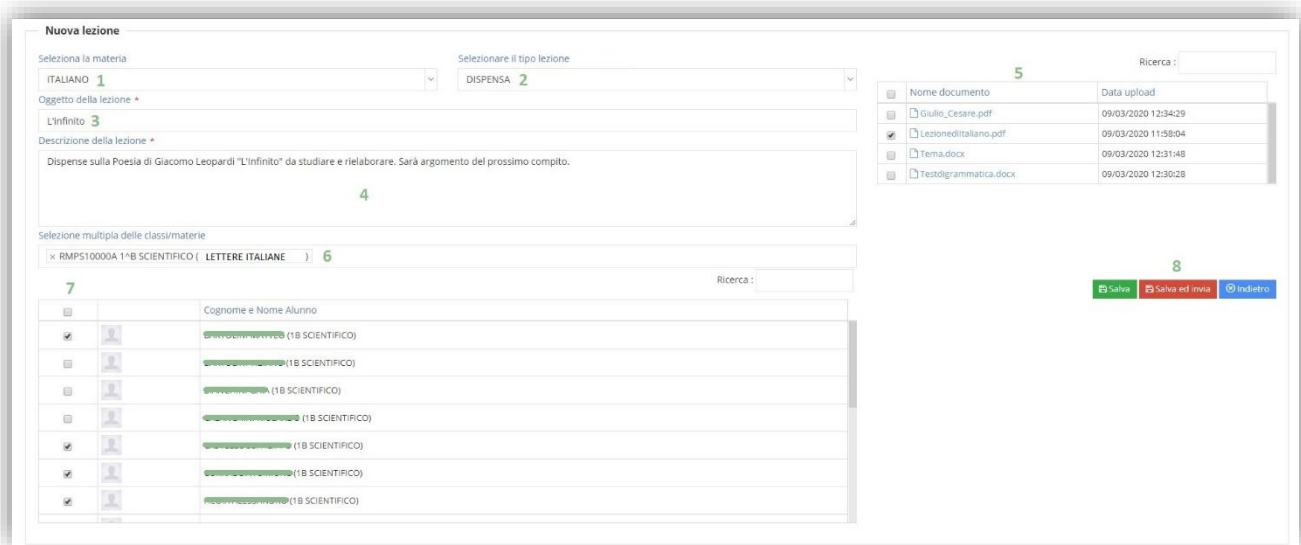 Nuova lezione
Seleziona la materia
ITALIANO 1
Selezionare il tipo lezione
DISPENSA 2
Oggetto della lezione *
L'infinito 3
Descrizione della lezione *
Dispense sulla Poesia di Giacomo Leopardi "L'Infinito" da studiare e rielaborare. Sarà argomento del prossimo compito.
4
Selezione multipla delle classi/materie
× RMPS10000A 1^B SCIENTIFICO ( LETTERE ITALIANE ) 6
Ricerca :
7
Cognome e Nome Alunno
(1B SCIENTIFICO)
(1B SCIENTIFICO)
(1B SCIENTIFICO)
(1B SCIENTIFICO)
(1B SCIENTIFICO)
(1B SCIENTIFICO)
(1B SCIENTIFICO)
Ricerca :
5
Nome documento Data upload
Giulio_Cesare.pdf 09/03/2020 12:34:29
Lezionediitaliano.pdf 09/03/2020 11:58:04
Tema.docx 09/03/2020 12:31:48
Testdigrammatica.docx 09/03/2020 12:30:28
8
Salva Salva ed invia Indietro